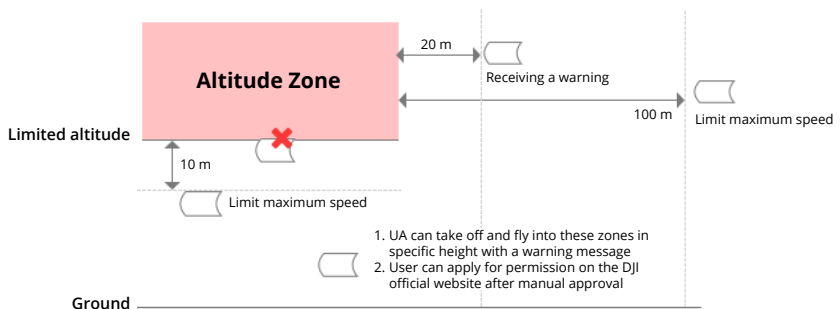 20 m
Altitude Zone
Receiving a warning
100 m
Limit maximum speed
Limited altitude
10 m
Limit maximum speed
1. UA can take off and fly into these zones in
specific height with a warning message
2. User can apply for permission on the DJI
official website after manual approval
Ground